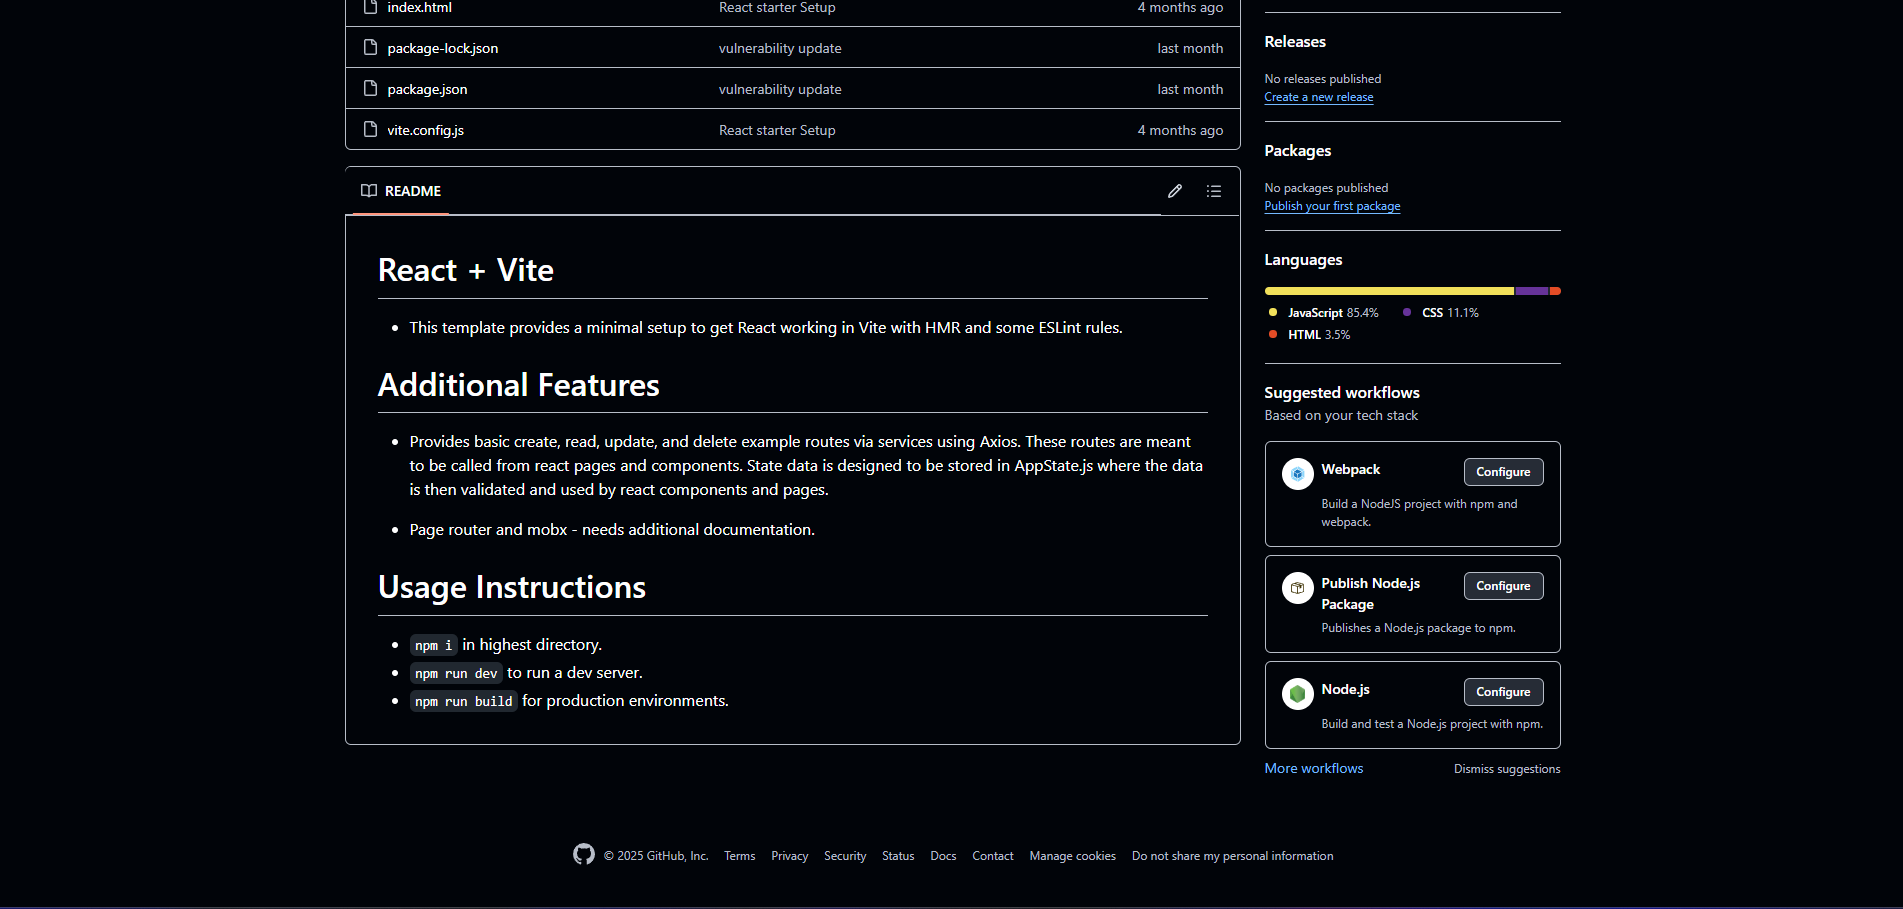 index.html React starter Setup 4 months ago
package-lock.json vulnerability update last month
package.json vulnerability update last month
vite.config.js React starter Setup 4 months ago
README
React + Vite
This template provides a minimal setup to get React working in Vite with HMR and some ESLint rules.
Additional Features
Provides basic create, read, update, and delete example routes via services using Axios. These routes are meant
to be called from react pages and components. State data is designed to be stored in AppState.js where the data
is then validated and used by react components and pages.
Page router and mobx - needs additional documentation.
Usage Instructions
npm i in highest directory.
npm run dev to run a dev server.
npm run build for production environments.
Releases
No releases published
Create a new release
Packages
No packages published
Publish your first package
Languages
JavaScript 85.4% CSS 11.1%
HTML 3.5%
Suggested workflows
Based on your tech stack
Webpack Configure
Build a NodeJS project with npm and
webpack.
Publish Node.js Configure
Package
Publishes a Node.js package to npm.
Node.js Configure
Build and test a Node.js project with npm.
More workflows Dismiss suggestions
© 2025 GitHub, Inc. Terms Privacy Security Status Docs Contact Manage cookies Do not share my personal information